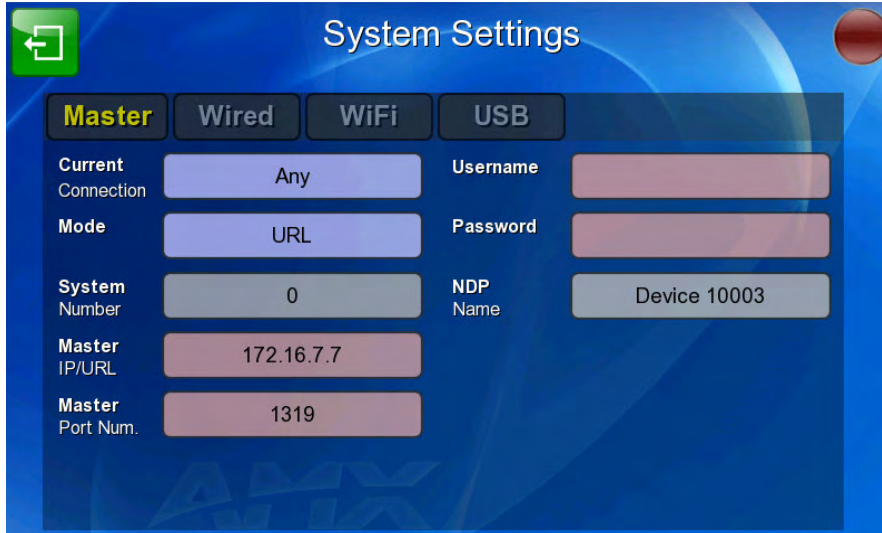 System Settings
Master Wired WiFi USB
Current
Connection
Any
Mode
URL
System
Number
0
Master
IP/URL
172.16.7.7
Master
Port Num.
1319
Username
Password
NDP
Name
Device 10003
AMX